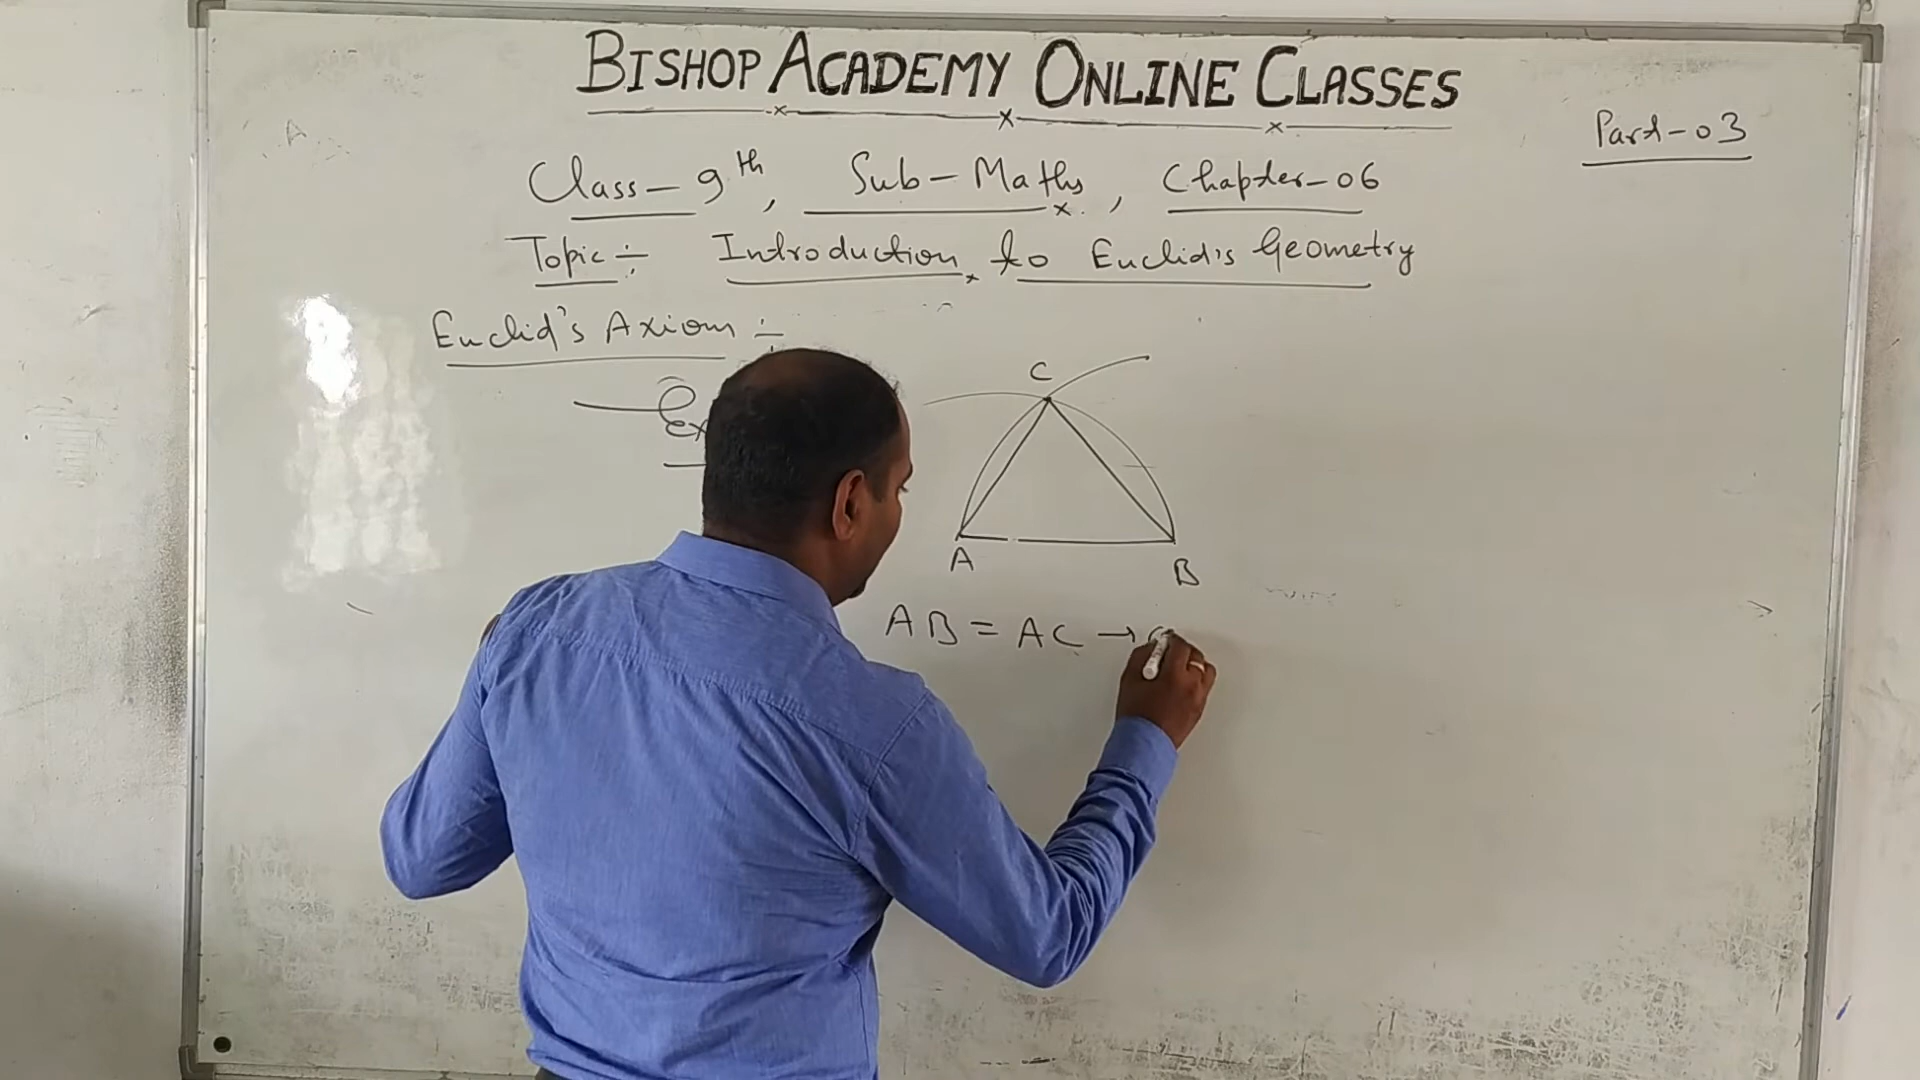 BISHOP ACADEMY ONLINE CLASSES
Part-03
Class-9th, Sub-Maths, Chapter-06
Topic:- Introduction to Euclid's Geometry
Euclid's Axiom:-
C
A
B
AB = AC →